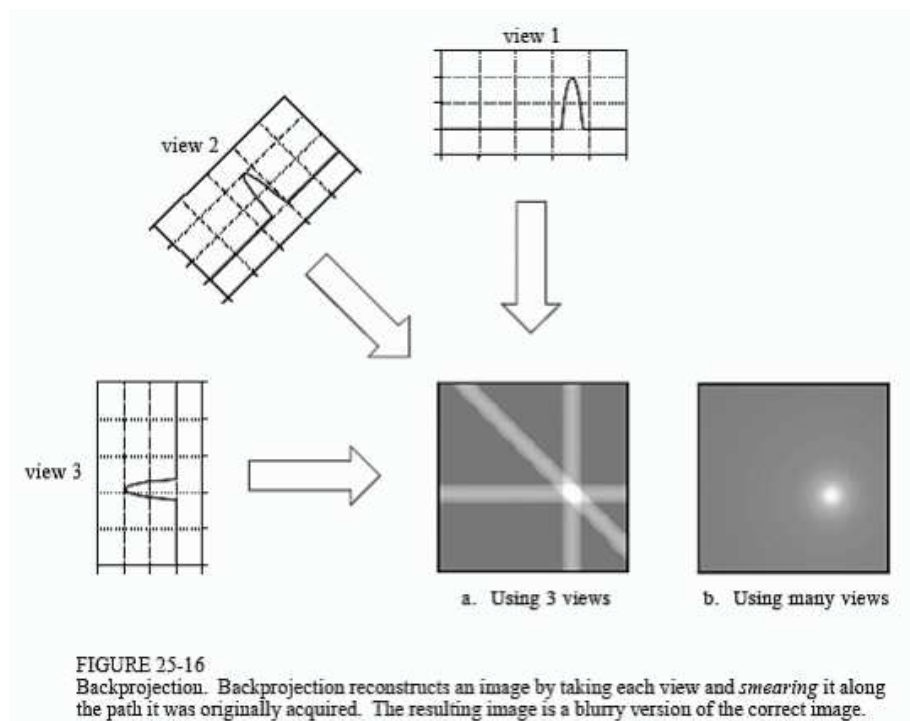 view 1
view 2
view 3
a. Using 3 views
b. Using many views
FIGURE 25-16
Backprojection. Backprojection reconstructs an image by taking each view and smearing it along
the path it was originally acquired. The resulting image is a blurry version of the correct image.